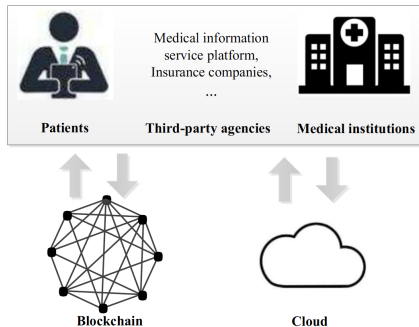 Medical information
service platform,
Insurance companies,
...
Patients
Third-party agencies
Medical institutions
Blockchain
Cloud